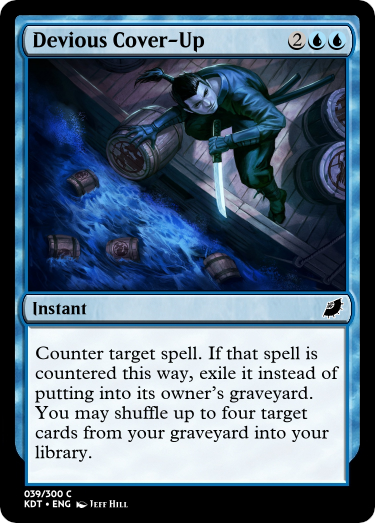 Devious Cover-Up 2
Instant
Counter target spell. If that spell is
countered this way, exile it instead of
putting into its owner's graveyard.
You may shuffle up to four target
cards from your graveyard into your
library.
039/300 C
KDT • ENG Jeff Hill